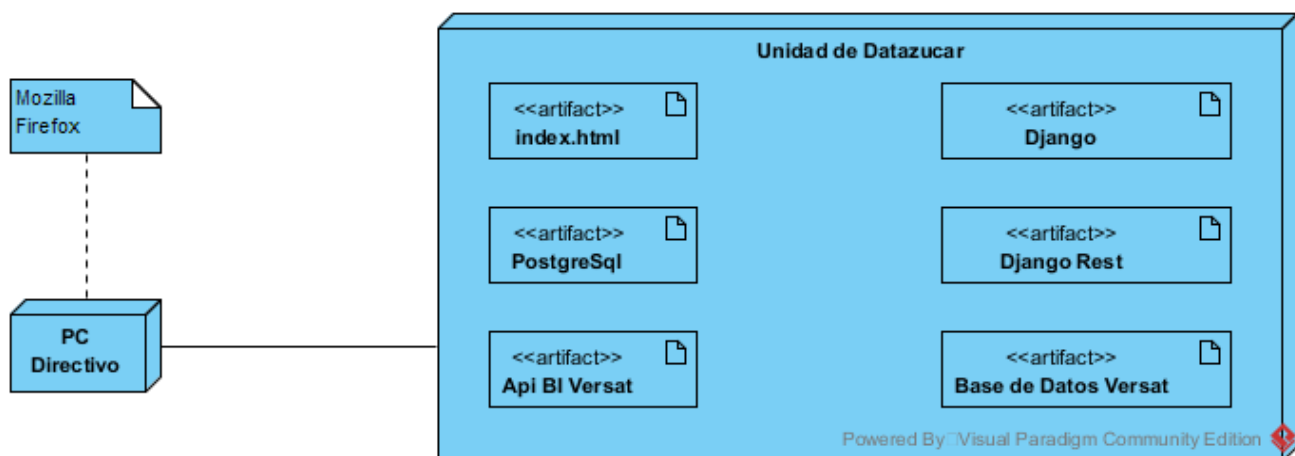 Mozilla
Firefox
PC
Directivo
Unidad de Datazucar
<<artifact>>
index.html
<<artifact>>
Django
<<artifact>>
PostgreSql
<<artifact>>
Django Rest
<<artifact>>
Api BI Versat
<<artifact>>
Base de Datos Versat
Powered By Visual Paradigm Community Edition